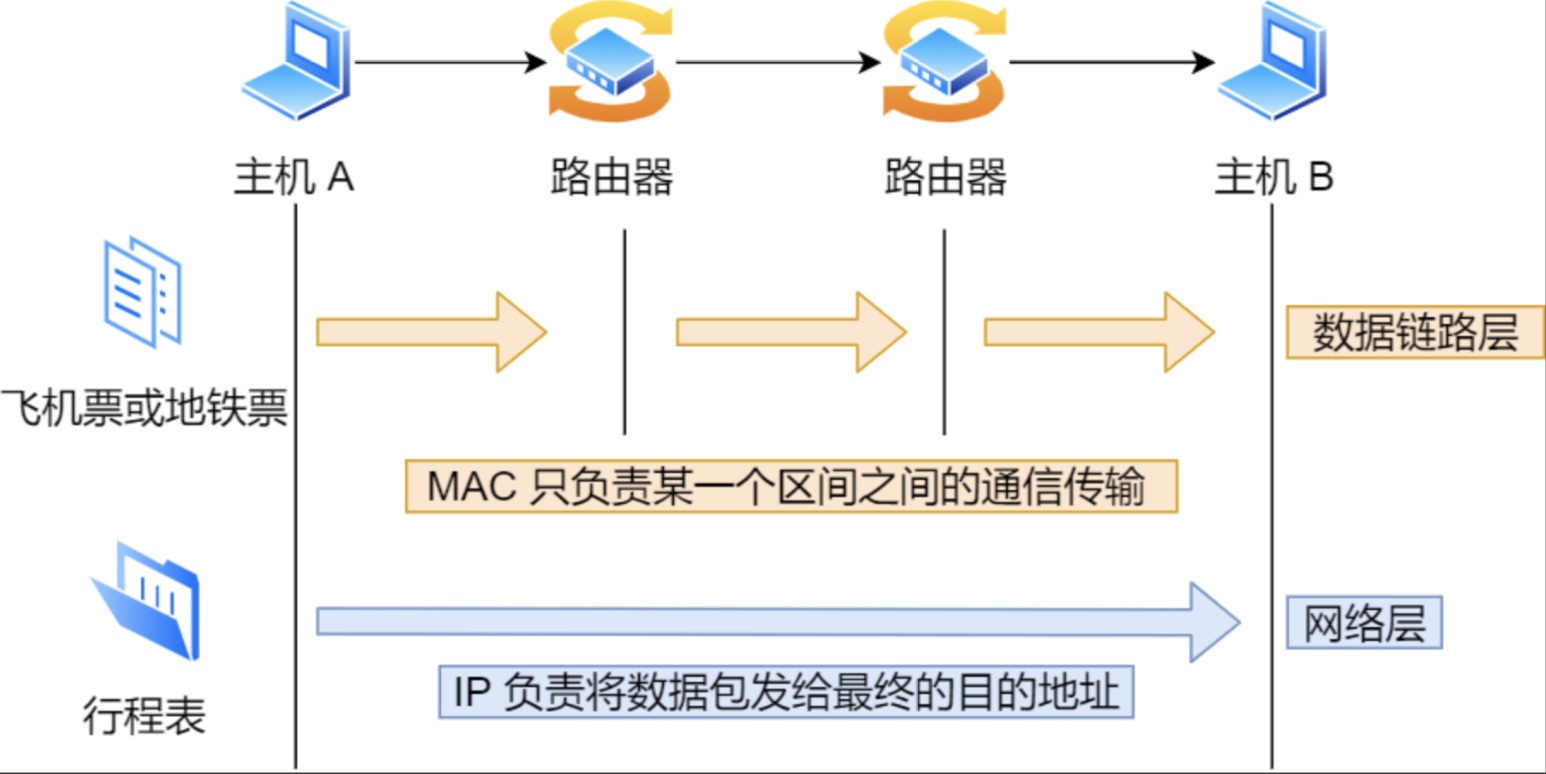 主机 A
路由器
路由器
主机 B
数据链路层
飞机票或地铁票
MAC 只负责某一个区间之间的通信传输
网络层
IP 负责将数据包发给最终的目的地址
行程表